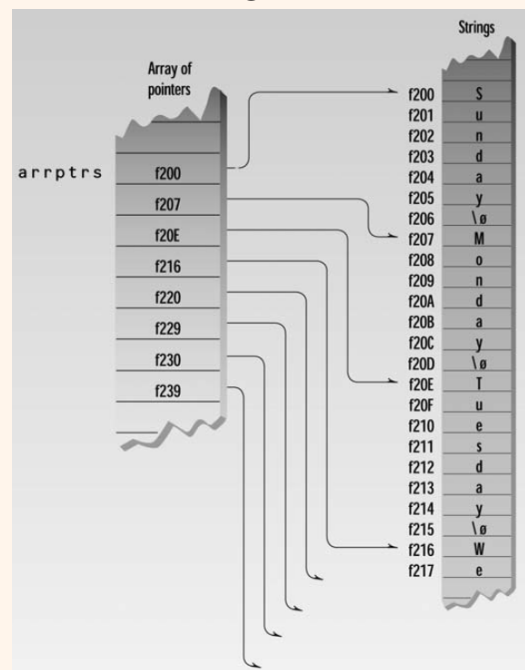 Strings
Array of
pointers
arrptrs
f200
f207
f20E
f216
f220
f229
f230
f239
f200 S
f201 u
f202 n
f203 d
f204 a
f205 y
f206 \ø
f207 M
f208 o
f209 n
f20A d
f20B a
f20C y
f20D \ø
f20E T
f20F u
f210 e
f211 s
f212 d
f213 a
f214 y
f215 \ø
f216 W
f217 e